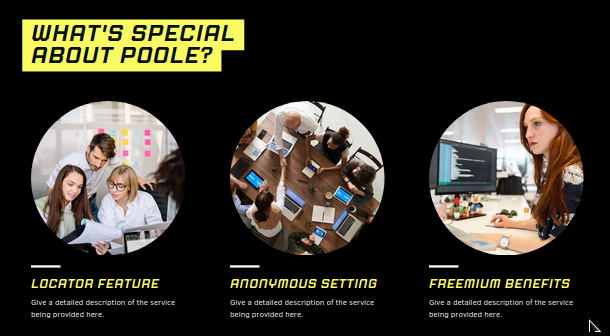 WHAT'S SPECIAL
ABOUT POOLE?
LOCATOR FEATURE
Give a detailed description of the service
being provided here.
ANONYMOUS SETTING
Give a detailed description of the service
being provided here.
FREEMIUM BENEFITS
Give a detailed description of the service
being provided here.